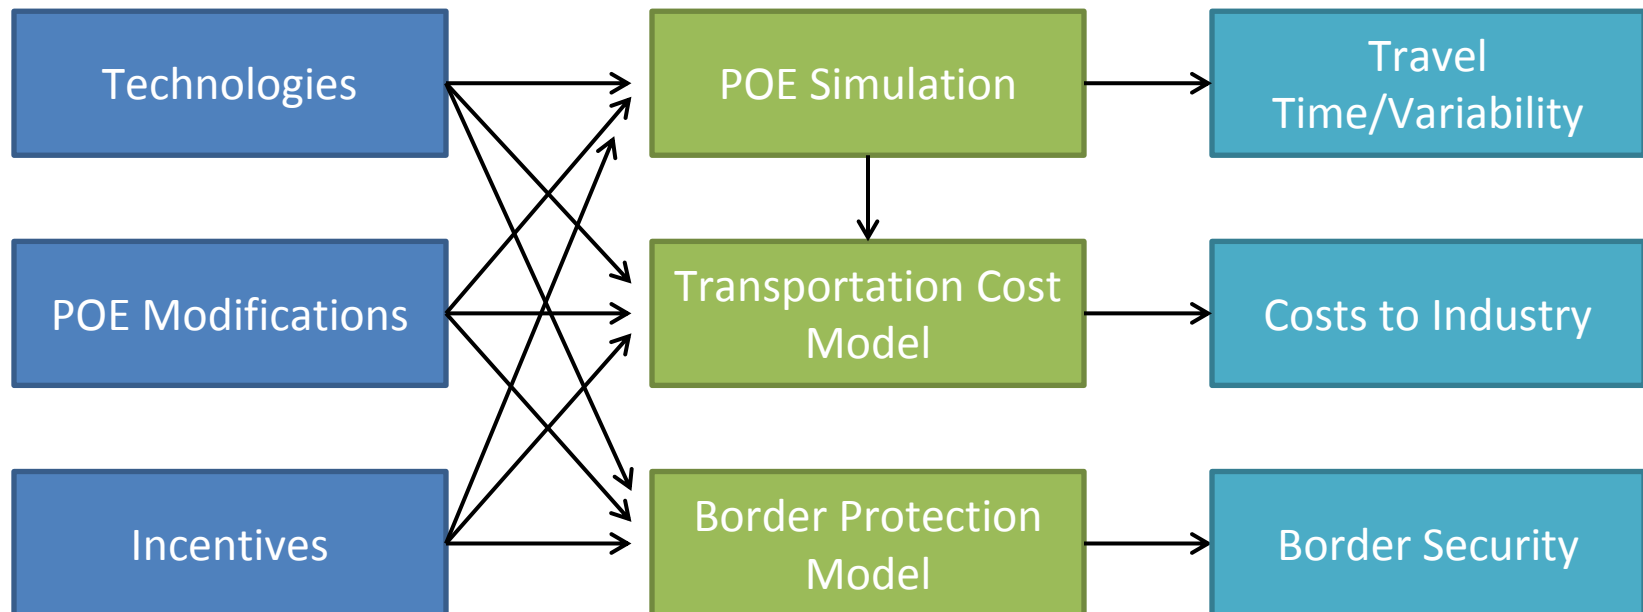 Technologies
POE Simulation
Travel
Time/Variability
POE Modifications
Transportation Cost
Model
Costs to Industry
Incentives
Border Protection
Model
Border Security